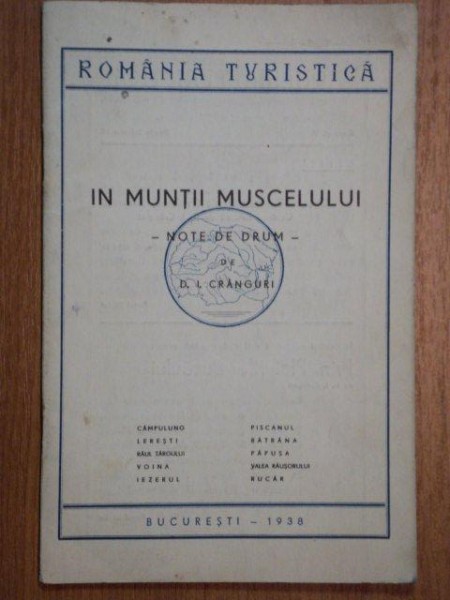 ROMÂNIA TURISTICĂ
IN MUNȚII MUSCELULUI
– NOTE DE DRUM –
DE
D. I. CRÂNGURI
CÂMPULUNG
LEREȘTI
RÂUL TÂRGULUI
VOINA
IEZERUL
PISCANUL
BĂTRÂNA
PĂPUȘA
VALEA RÂUȘORULUI
RUCĂR
BUCUREȘTI – 1938